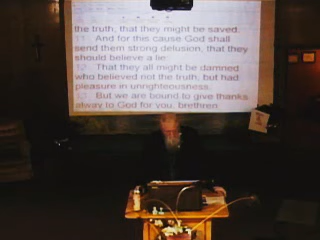 the truth, that they might be saved.
11 And for this cause God shall
send them strong delusion, that they
should believe a lie:
12 That they all might be damned
who believed not the truth, but had
pleasure in unrighteousness.
13 But we are bound to give thanks
alway to God for you, brethren